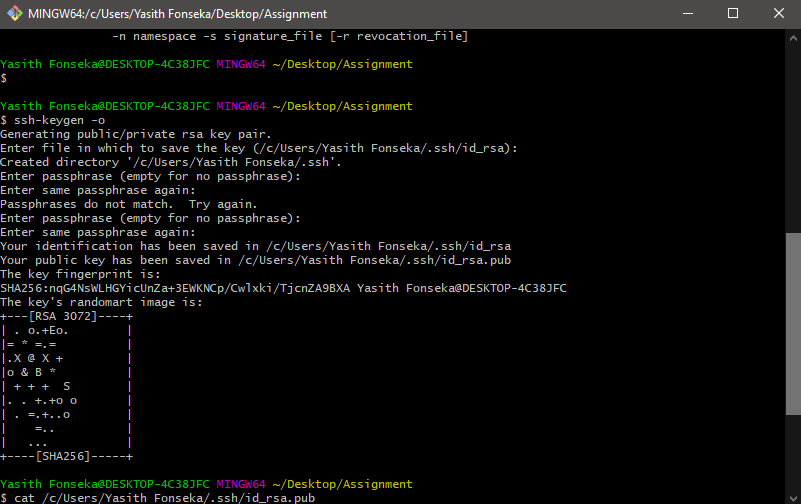 MINGW64:/c/Users/Yasith Fonseka/Desktop/Assignment
-n namespace -s signature_file [-r revocation_file]
Yasith Fonseka@DESKTOP-4C38JFC MINGW64 ~/Desktop/Assignment
$
Yasith Fonseka@DESKTOP-4C38JFC MINGW64 ~/Desktop/Assignment
$ ssh-keygen -o
Generating public/private rsa key pair.
Enter file in which to save the key (/c/Users/Yasith Fonseka/.ssh/id_rsa):
Created directory '/c/Users/Yasith Fonseka/.ssh'.
Enter passphrase (empty for no passphrase):
Enter same passphrase again:
Passphrases do not match.  Try again.
Enter passphrase (empty for no passphrase):
Enter same passphrase again:
Your identification has been saved in /c/Users/Yasith Fonseka/.ssh/id_rsa
Your public key has been saved in /c/Users/Yasith Fonseka/.ssh/id_rsa.pub
The key fingerprint is:
SHA256:nqG4NsWLHGYicUnZa+3EWKNCp/Cwlxki/TjcnZA9BXA Yasith Fonseka@DESKTOP-4C38JFC
The key's randomart image is:
+---[RSA 3072]----+
| . o.+Eo.        |
|= * =.=          |
|.X @ X +         |
|o & B *          |
| + + +  S        |
|. . +.+o o       |
| . =.+..o        |
|    =..          |
|   ...           |
+----[SHA256]-----+
Yasith Fonseka@DESKTOP-4C38JFC MINGW64 ~/Desktop/Assignment
$ cat /c/Users/Yasith Fonseka/.ssh/id_rsa.pub